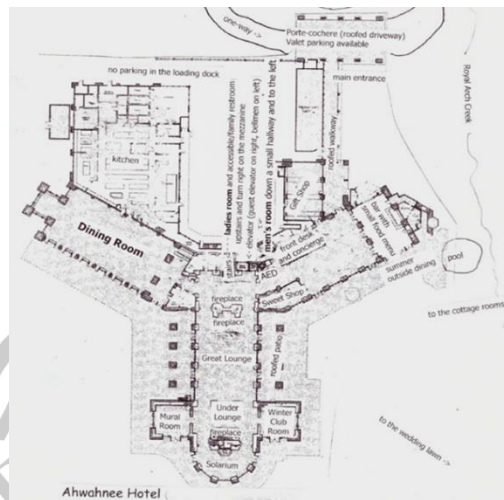 one-way ->
Porte-cochere (roofed driveway)
Valet parking available
no parking in the loading dock
main entrance
Royal Arch Creek
kitchen
ladies room and accessible/family restroom
upstairs and turn right on the mezzanine
elevator (guest elevator on right, bellmen on left)
men's room down a small hallway and to the left
roofed walkway
Gift Shop
bar with
small food menu
Dining Room
stairs
front desk
and concierge
AED
summer
outside dining
pool
Sweet Shop
fireplace
fireplace
to the cottage rooms
Great Lounge
roofed patio
Mural
Room
Under
Lounge
Winter
Club
Room
fireplace
Solarium
to the wedding lawn ->
Ahwahnee Hotel